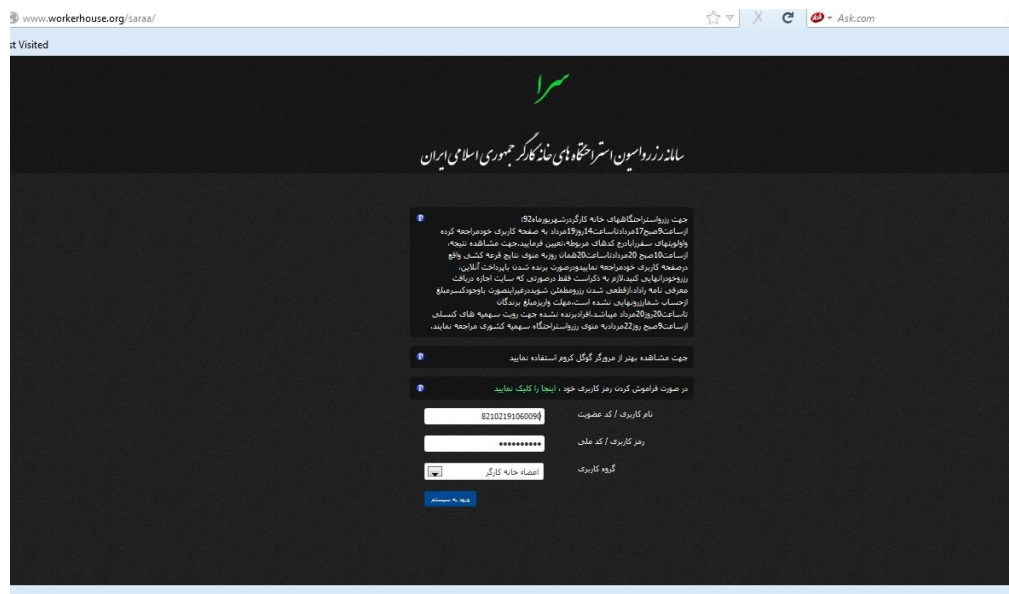 www.workerhouse.org/saraa/
Ask.com
st Visited
سرا
سامانه رزرواسیون استراحتگاه های خانه کارگر جمهوری اسلامی ایران
جهت رزرواستراحتگاههای خانه کارگردرشهریورماه92:
ازساعت9صبح17مردادتاساعت14روز19مرداد به صفحه کاربری خودمراجعه کرده
واولویتهای سفررابادرج کدهای مربوطه،تعیین فرمایید.جهت مشاهده نتیجه،
ازساعت10صبح 20مردادتاساعت20همان روزبه منوی نتایج قرعه کشی واقع
درصفحه کاربری خودمراجعه نماییدودرصورت برنده شدن باپرداخت آنلاین،
رزروخودرانهایی کنید.لازم به ذکراست فقط درصورتی که سایت اجازه دریافت
معرفی نامه راداد،ازقطعی شدن رزرومطمئن شویددرغیراینصورت باوجودکسرمبلغ
ازحساب شمارزرونهایی نشده است.مهلت واریزمبلغ برندگان
تاساعت20روز20مرداد میباشد.افرادبرنده نشده جهت رویت سهمیه های کنسلی
ازساعت9صبح روز22مردادبه منوی رزرواستراحتگاه سهمیه کشوری مراجعه نمایند.
جهت مشاهده بهتر از مرورگر گوگل کروم استفاده نمایید
در صورت فراموش کردن رمز کاربری خود ، اینجا را کلیک نمایید
نام کاربری / کد عضویت
82102191060090
رمز کاربری / کد ملی
گروه کاربری
اعضاء خانه کارگر
ورود به سیستم